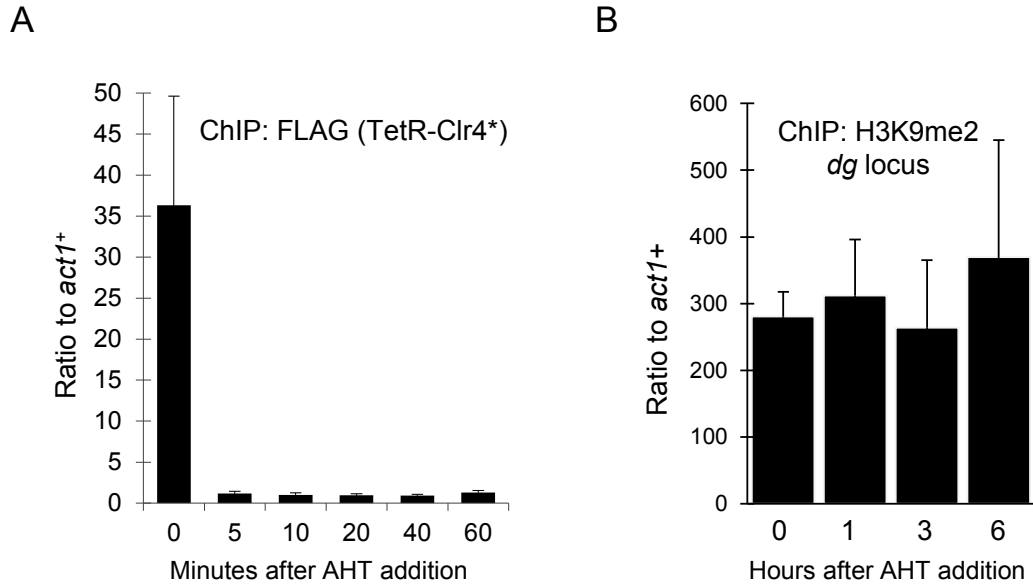 A
50
45
40
35
30
25
20
15
10
5
0
Ratio to act1+
ChIP: FLAG (TetR-Clr4*)
0 5 10 20 40 60
Minutes after AHT addition
B
600
500
400
300
200
100
0
Ratio to act1+
ChIP: H3K9me2
dg locus
0 1 3 6
Hours after AHT addition